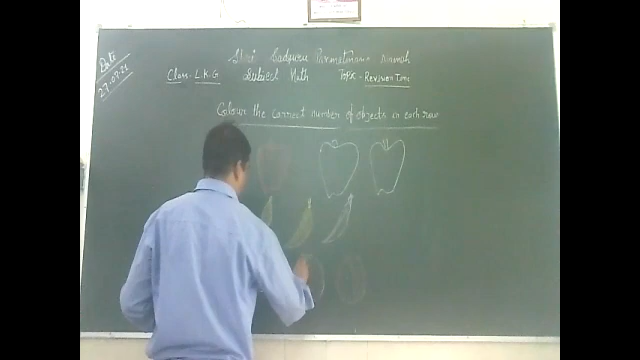 Shri Sadguru Parmatmane namah
Date
27-07-21
Class - L.K.G Subject Math Topic - Revision Time
Colour the correct number of objects in each row